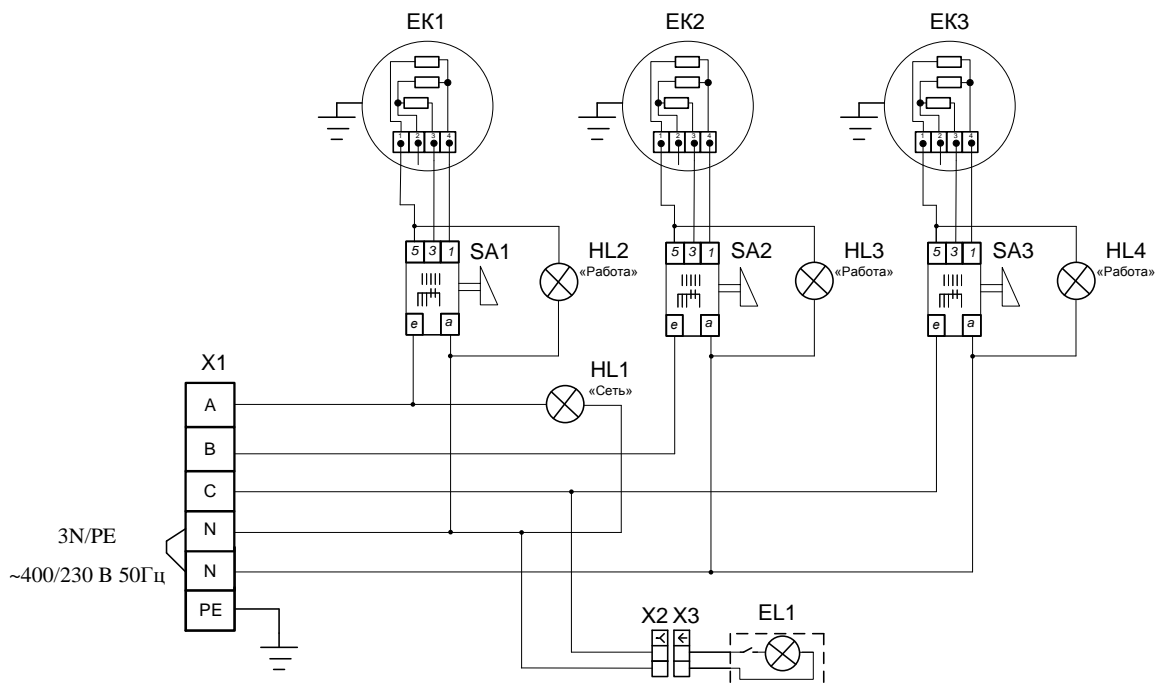 ЕК1
ЕК2
ЕК3
1 2 3 4
1 2 3 4
1 2 3 4
5 3 1
SA1
HL2
«Работа»
e a
5 3 1
SA2
HL3
«Работа»
e a
5 3 1
SA3
HL4
«Работа»
e a
X1
HL1
«Сеть»
A
B
C
N
N
PE
3N/PE
~400/230 В 50Гц
X2 X3
EL1